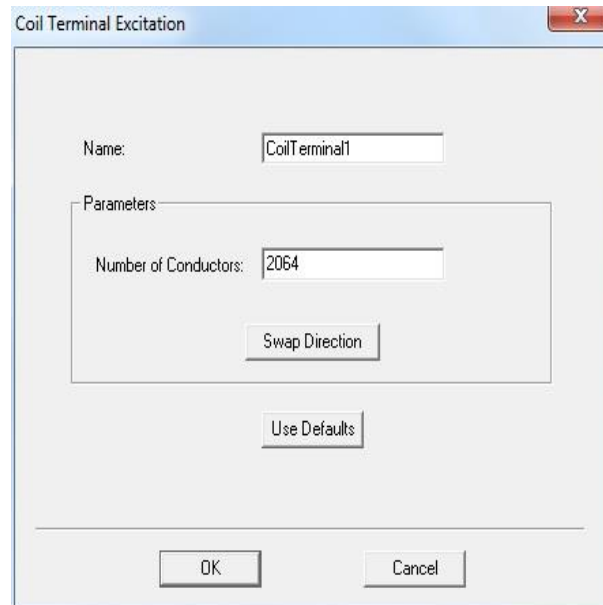 Coil Terminal Excitation
X
Name: CoilTerminal1
Parameters
Number of Conductors: 2064
Swap Direction
Use Defaults
OK Cancel